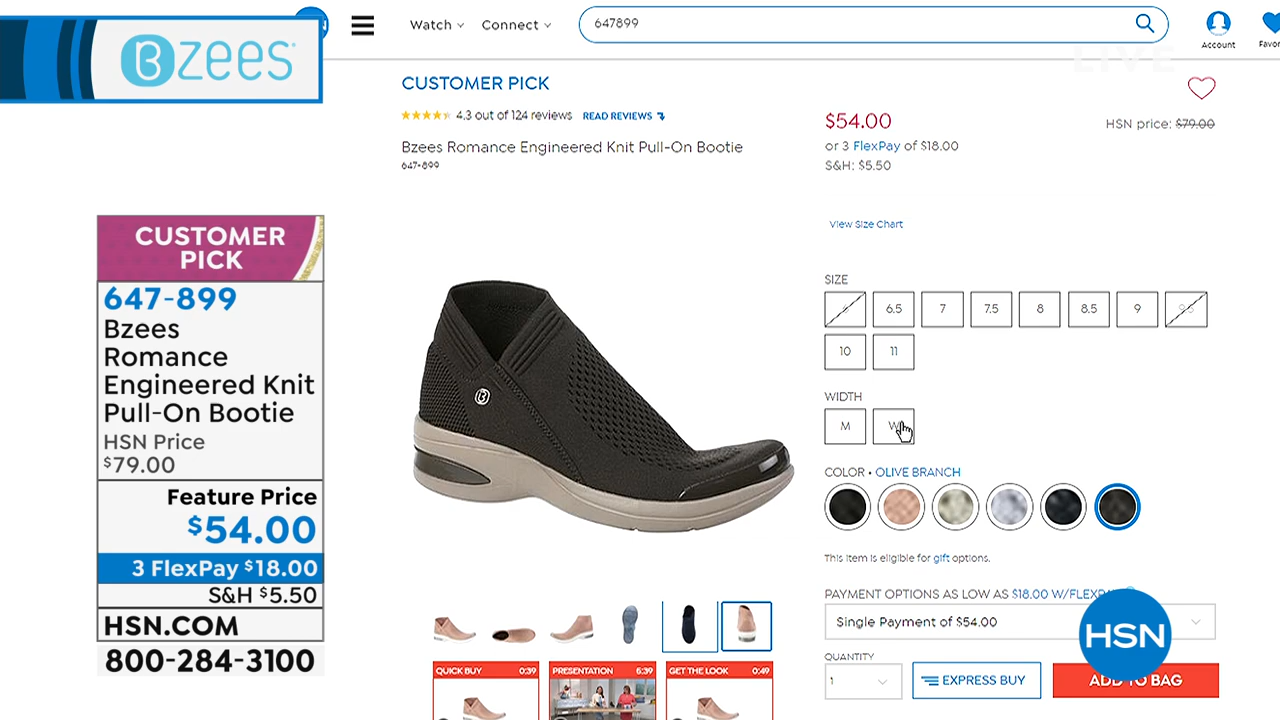 Bzees
CUSTOMER
PICK
647-899
Bzees
Romance
Engineered Knit
Pull-On Bootie
HSN Price
$79.00
Feature Price
$54.00
3 FlexPay $18.00
S&H $5.50
HSN.COM
800-284-3100
Watch
Connect
647899
Account
LIVE
CUSTOMER PICK
4.3 out of 124 reviews READ REVIEWS
Bzees Romance Engineered Knit Pull-On Bootie
647-899
$54.00
HSN price: $79.00
or 3 FlexPay of $18.00
S&H: $5.50
View Size Chart
SIZE
6.5 7 7.5 8 8.5 9 9.5
10 11
WIDTH
M W
COLOR • OLIVE BRANCH
This item is eligible for gift options.
PAYMENT OPTIONS AS LOW AS $18.00 W/FLEXPA
Single Payment of $54.00
HSN
QUANTITY
1
EXPRESS BUY
ADD TO BAG
QUICK BUY 0:39
PRESENTATION 5:39
GET THE LOOK 0:49